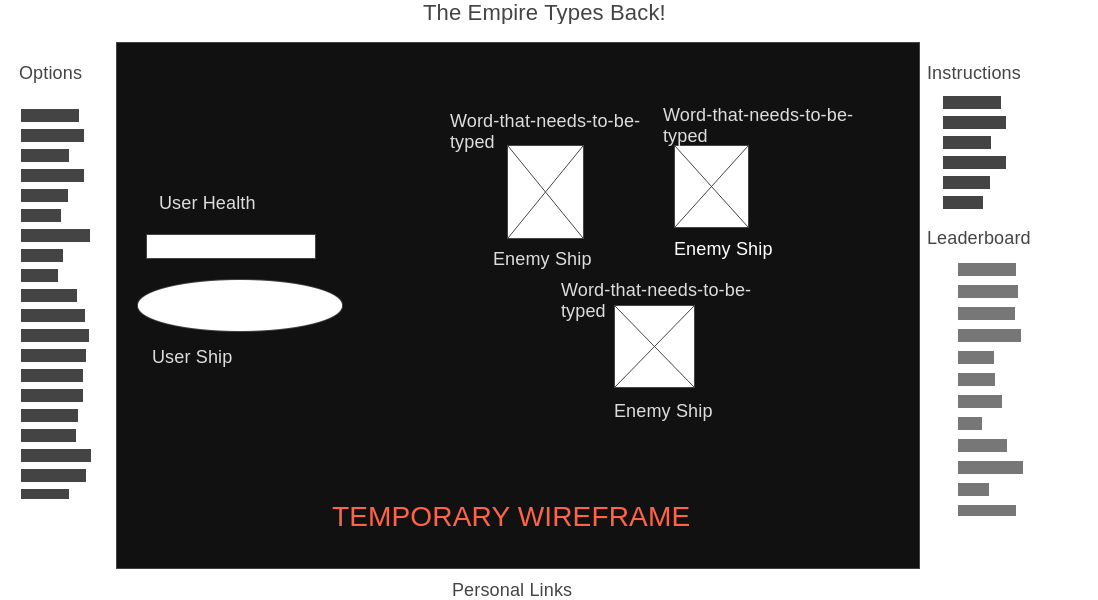 The Empire Types Back!
Options
Instructions
Word-that-needs-to-be-
typed
Word-that-needs-to-be-
typed
User Health
Enemy Ship
Enemy Ship
Leaderboard
Word-that-needs-to-be-
typed
User Ship
Enemy Ship
TEMPORARY WIREFRAME
Personal Links